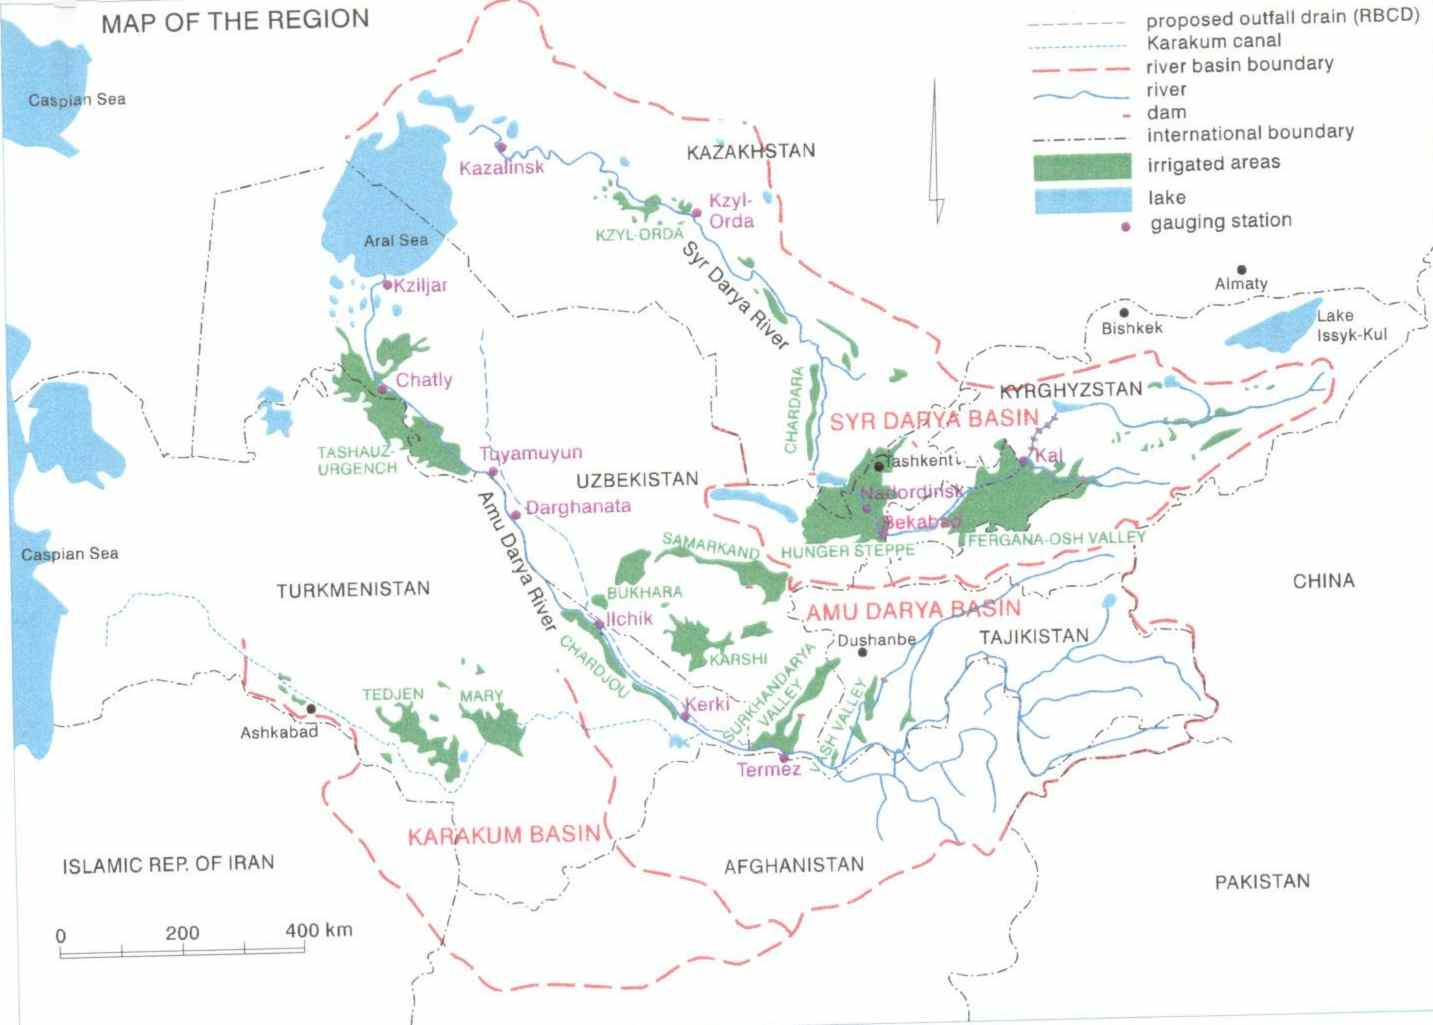 MAP OF THE REGION
proposed outfall drain (RBCD)
Karakum canal
river basin boundary
river
dam
international boundary
irrigated areas
lake
gauging station
Caspian Sea
Kazalinsk
KAZAKHSTAN
Kzyl-
Orda
KZYL-ORDA
Aral Sea
Syr Darya River
Kziljar
Almaty
Bishkek
Lake
Issyk-Kul
Chatly
CHARDARA
KYRGHYZSTAN
SYR DARYA BASIN
TASHAUZ-
URGENCH
Tuyamuyun
UZBEKISTAN
Tashkent
Kal
Nadordinsk
Darghanata
Bekabad
Amu Darya River
SAMARKAND
HUNGER STEPPE
FERGANA-OSH VALLEY
Caspian Sea
TURKMENISTAN
BUKHARA
CHINA
Ilchik
AMU DARYA BASIN
Dushanbe
TAJIKISTAN
CHARDJOU
KARSHI
SURKHANDARYA
VALLEY
TEDJEN
MARY
Kerki
VAKSH VALLEY
Ashkabad
Termez
KARAKUM BASIN
ISLAMIC REP. OF IRAN
AFGHANISTAN
PAKISTAN
0
200
400 km